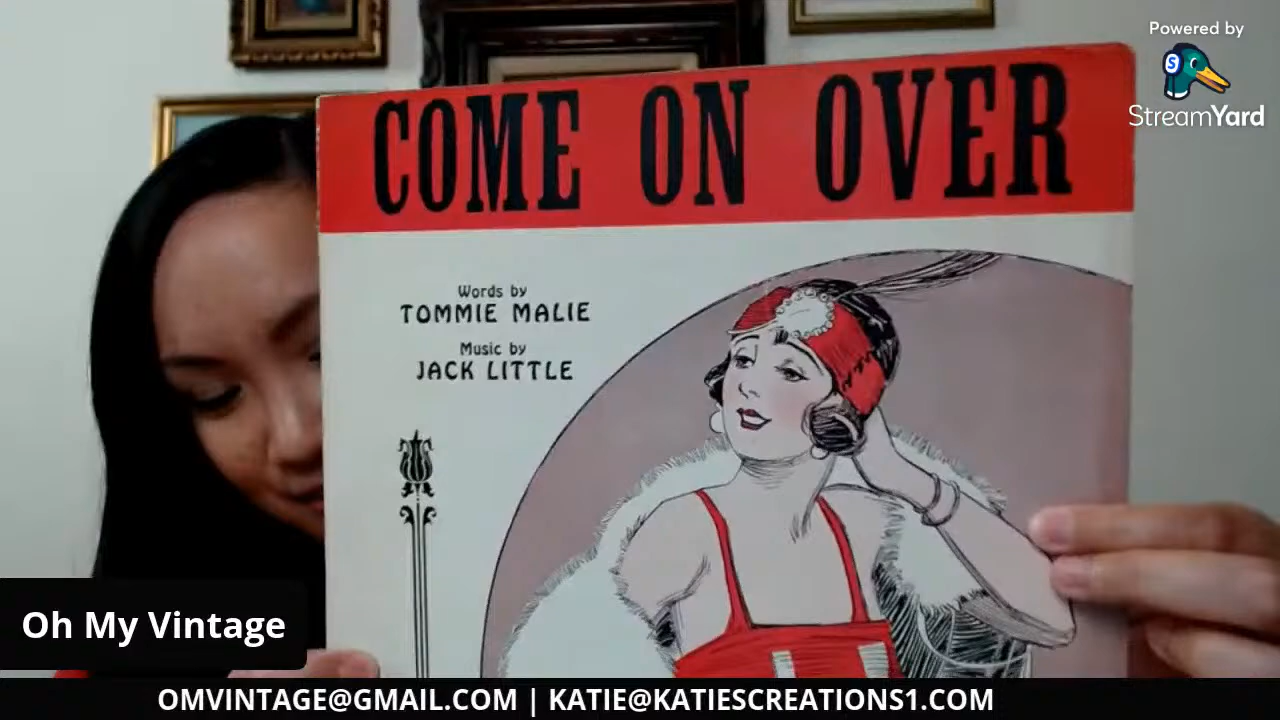 Powered by
StreamYard
COME ON OVER
Words by
TOMMIE MALIE
Music by
JACK LITTLE
Oh My Vintage
OMVINTAGE@GMAIL.COM | KATIE@KATIESCREATIONS1.COM